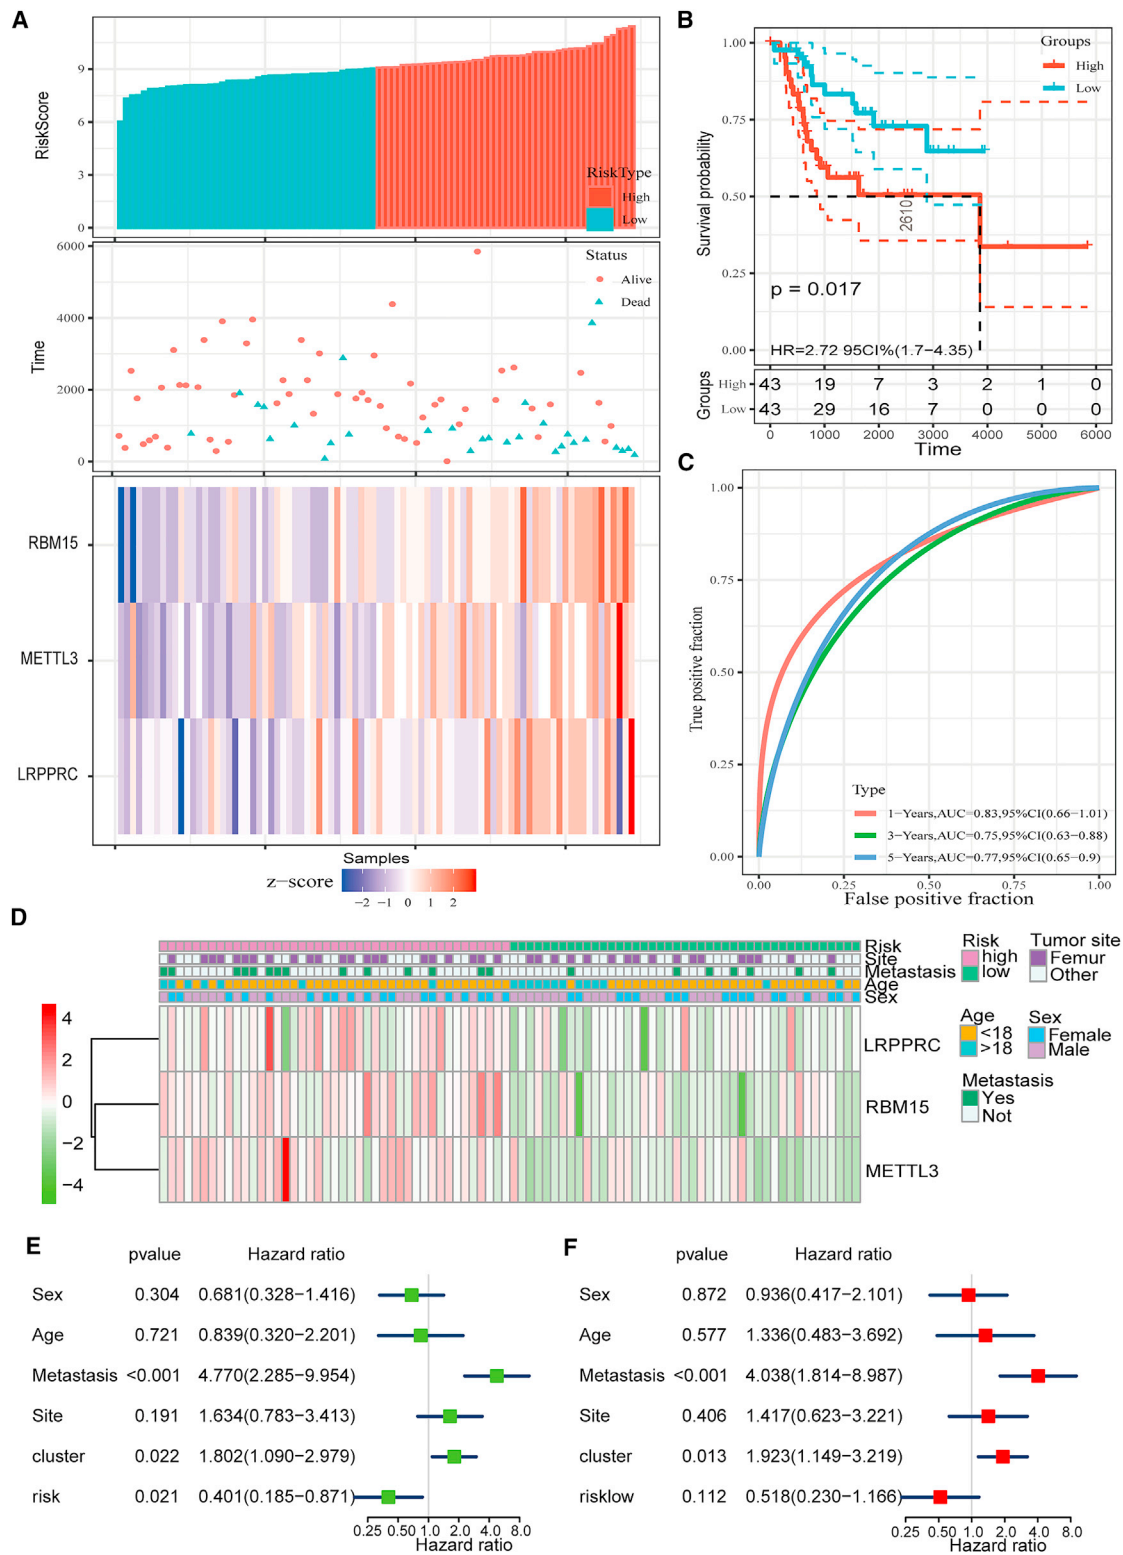 A
RiskScore
9
6
3
0
RiskType
High
Low
Time
6000
4000
2000
0
Status
Alive
Dead
RBM15
METTL3
LRPPRC
Samples
z−score
−2 −1 0 1 2
B
Survival probability
1.00
0.75
0.50
0.25
0.00
Groups
High
Low
2610
p = 0.017
HR=2.72 95CI%(1.7−4.35)
Groups
High 43 19 7 3 2 1 0
Low 43 29 16 7 0 0 0
0 1000 2000 3000 4000 5000 6000
Time
C
True positive fraction
1.00
0.75
0.50
0.25
0.00
Type
1−Years,AUC=0.83,95%CI(0.66−1.01)
3−Years,AUC=0.75,95%CI(0.63−0.88)
5−Years,AUC=0.77,95%CI(0.65−0.9)
0.00 0.25 0.50 0.75 1.00
False positive fraction
D
4
2
0
−2
−4
Risk
Site
Metastasis
Age
Sex
LRPPRC
RBM15
METTL3
Risk
high
low
Tumor site
Femur
Other
Age
<18
>18
Sex
Female
Male
Metastasis
Yes
Not
E
pvalue Hazard ratio
Sex 0.304 0.681(0.328−1.416)
Age 0.721 0.839(0.320−2.201)
Metastasis <0.001 4.770(2.285−9.954)
Site 0.191 1.634(0.783−3.413)
cluster 0.022 1.802(1.090−2.979)
risk 0.021 0.401(0.185−0.871)
0.25 0.50 1.0 2.0 4.0 8.0
Hazard ratio
F
pvalue Hazard ratio
Sex 0.872 0.936(0.417−2.101)
Age 0.577 1.336(0.483−3.692)
Metastasis <0.001 4.038(1.814−8.987)
Site 0.406 1.417(0.623−3.221)
cluster 0.013 1.923(1.149−3.219)
risklow 0.112 0.518(0.230−1.166)
0.25 0.50 1.0 2.0 4.0 8.0
Hazard ratio